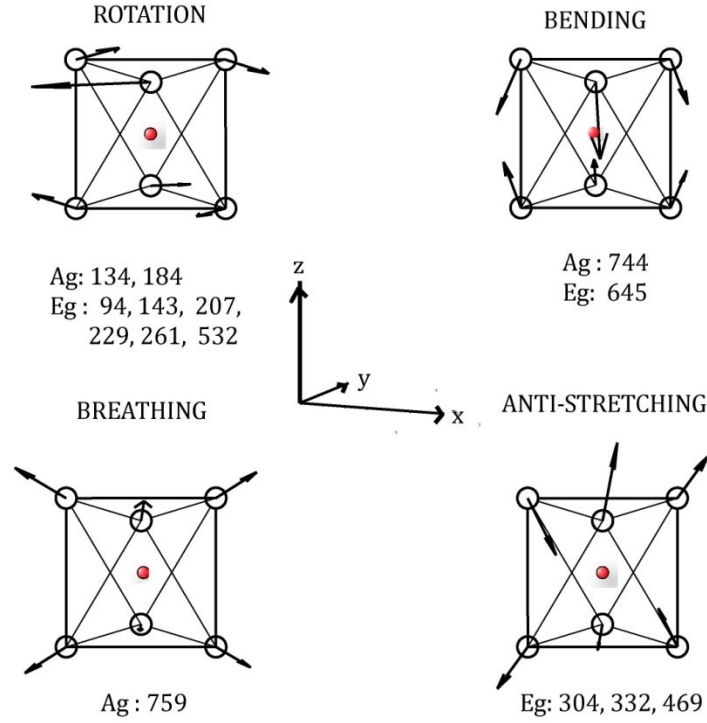 ROTATION
BENDING
Ag: 134, 184
Eg : 94, 143, 207,
229, 261, 532
Ag : 744
Eg: 645
z
y
x
BREATHING
ANTI-STRETCHING
Ag : 759
Eg: 304, 332, 469